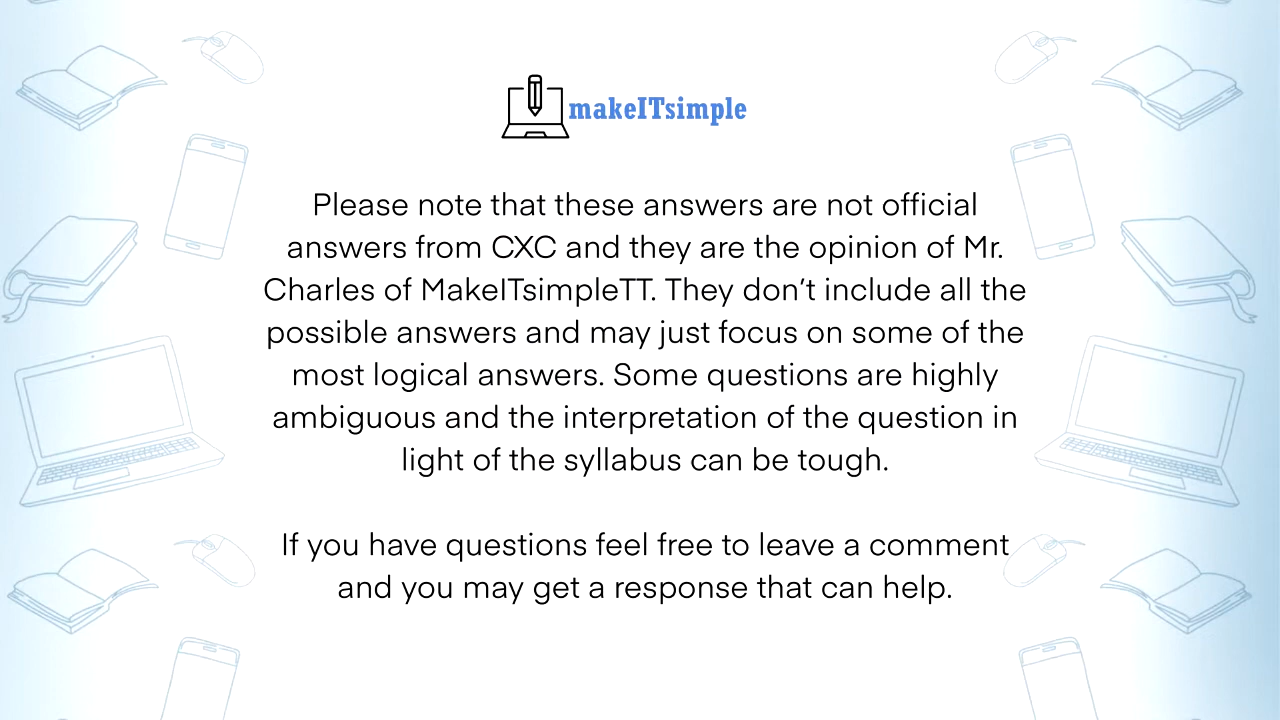 makeITsimple
Please note that these answers are not official
answers from CXC and they are the opinion of Mr.
Charles of MakeITsimpleTT. They don’t include all the
possible answers and may just focus on some of the
most logical answers. Some questions are highly
ambiguous and the interpretation of the question in
light of the syllabus can be tough.
If you have questions feel free to leave a comment
and you may get a response that can help.